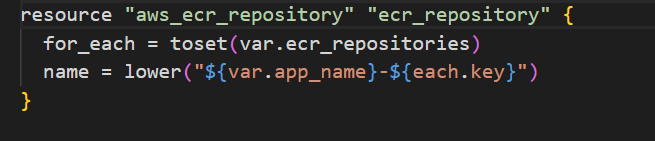 resource "aws_ecr_repository" "ecr_repository" {
  for_each = toset(var.ecr_repositories)
  name = lower("${var.app_name}-${each.key}")
}